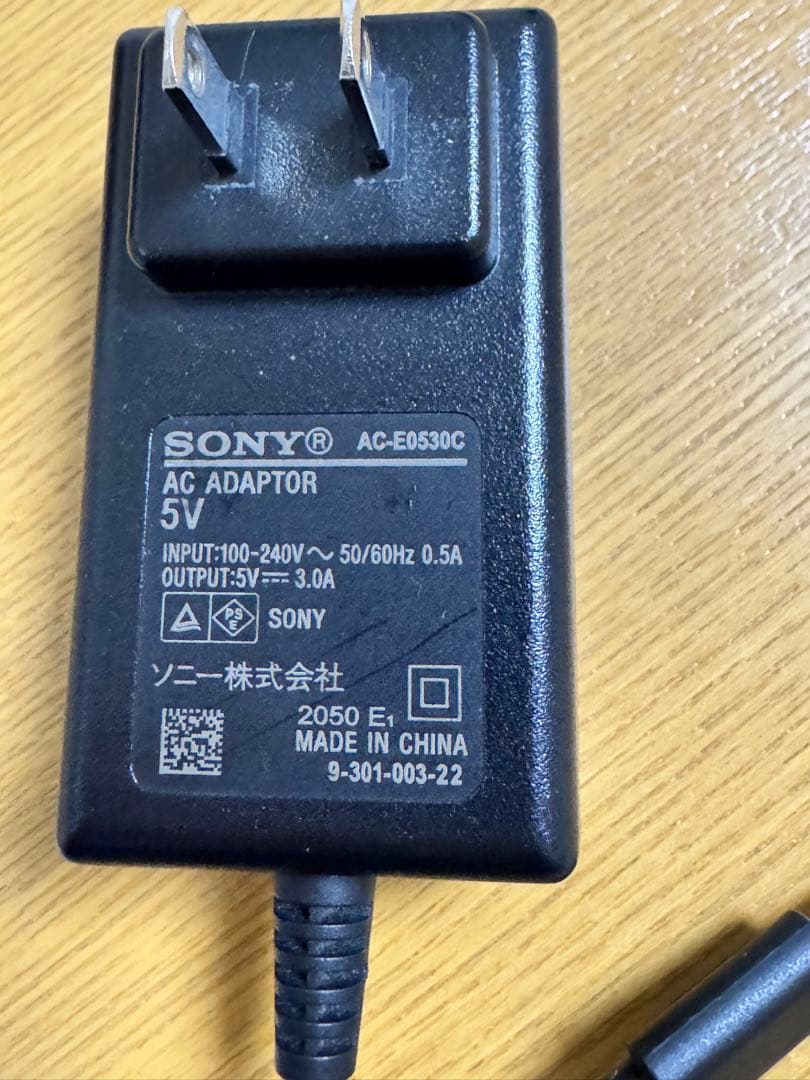 SONY® AC-E0530C
AC ADAPTOR
5V
INPUT:100-240V～ 50/60Hz 0.5A
OUTPUT:5V⎓ 3.0A
PSE SONY
ソニー株式会社
2050 E₁
MADE IN CHINA
9-301-003-22